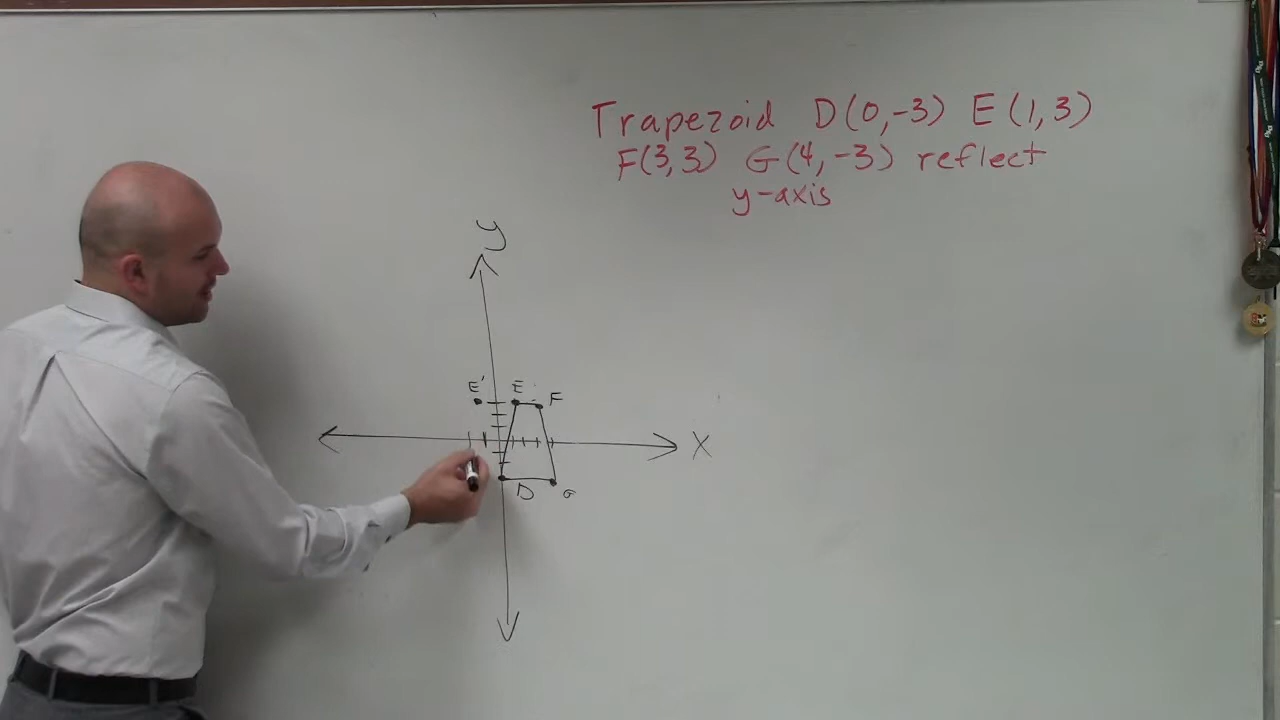 Trapezoid D(0,-3) E(1,3)
F(3,3) G(4,-3) reflect
y-axis
y
E' E F
X
D G